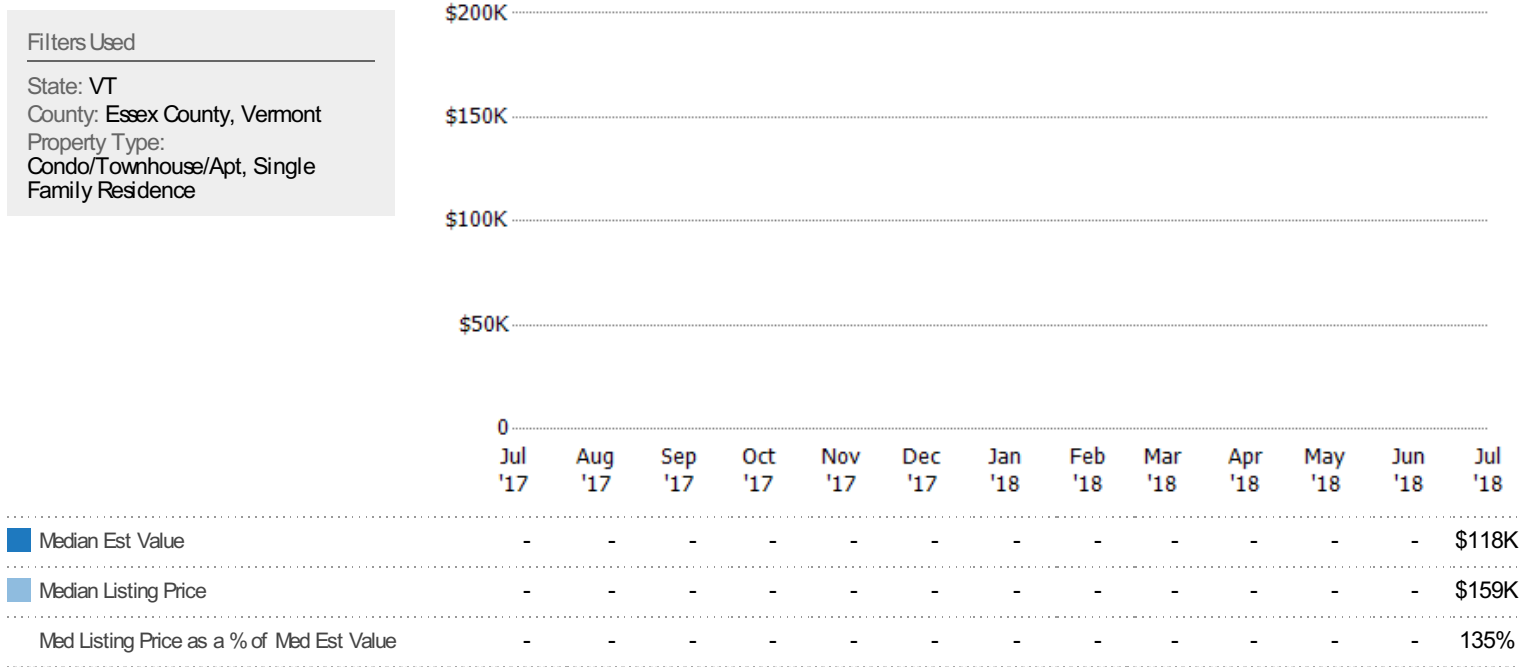 Filters Used
State: VT
County: Essex County, Vermont
Property Type:
Condo/Townhouse/Apt, Single
Family Residence
$200K
$150K
$100K
$50K
0
Jul Aug Sep Oct Nov Dec Jan Feb Mar Apr May Jun Jul
'17 '17 '17 '17 '17 '17 '18 '18 '18 '18 '18 '18 '18
Median Est Value - - - - - - - - - - - - $118K
Median Listing Price - - - - - - - - - - - - $159K
Med Listing Price as a % of Med Est Value - - - - - - - - - - - - 135%